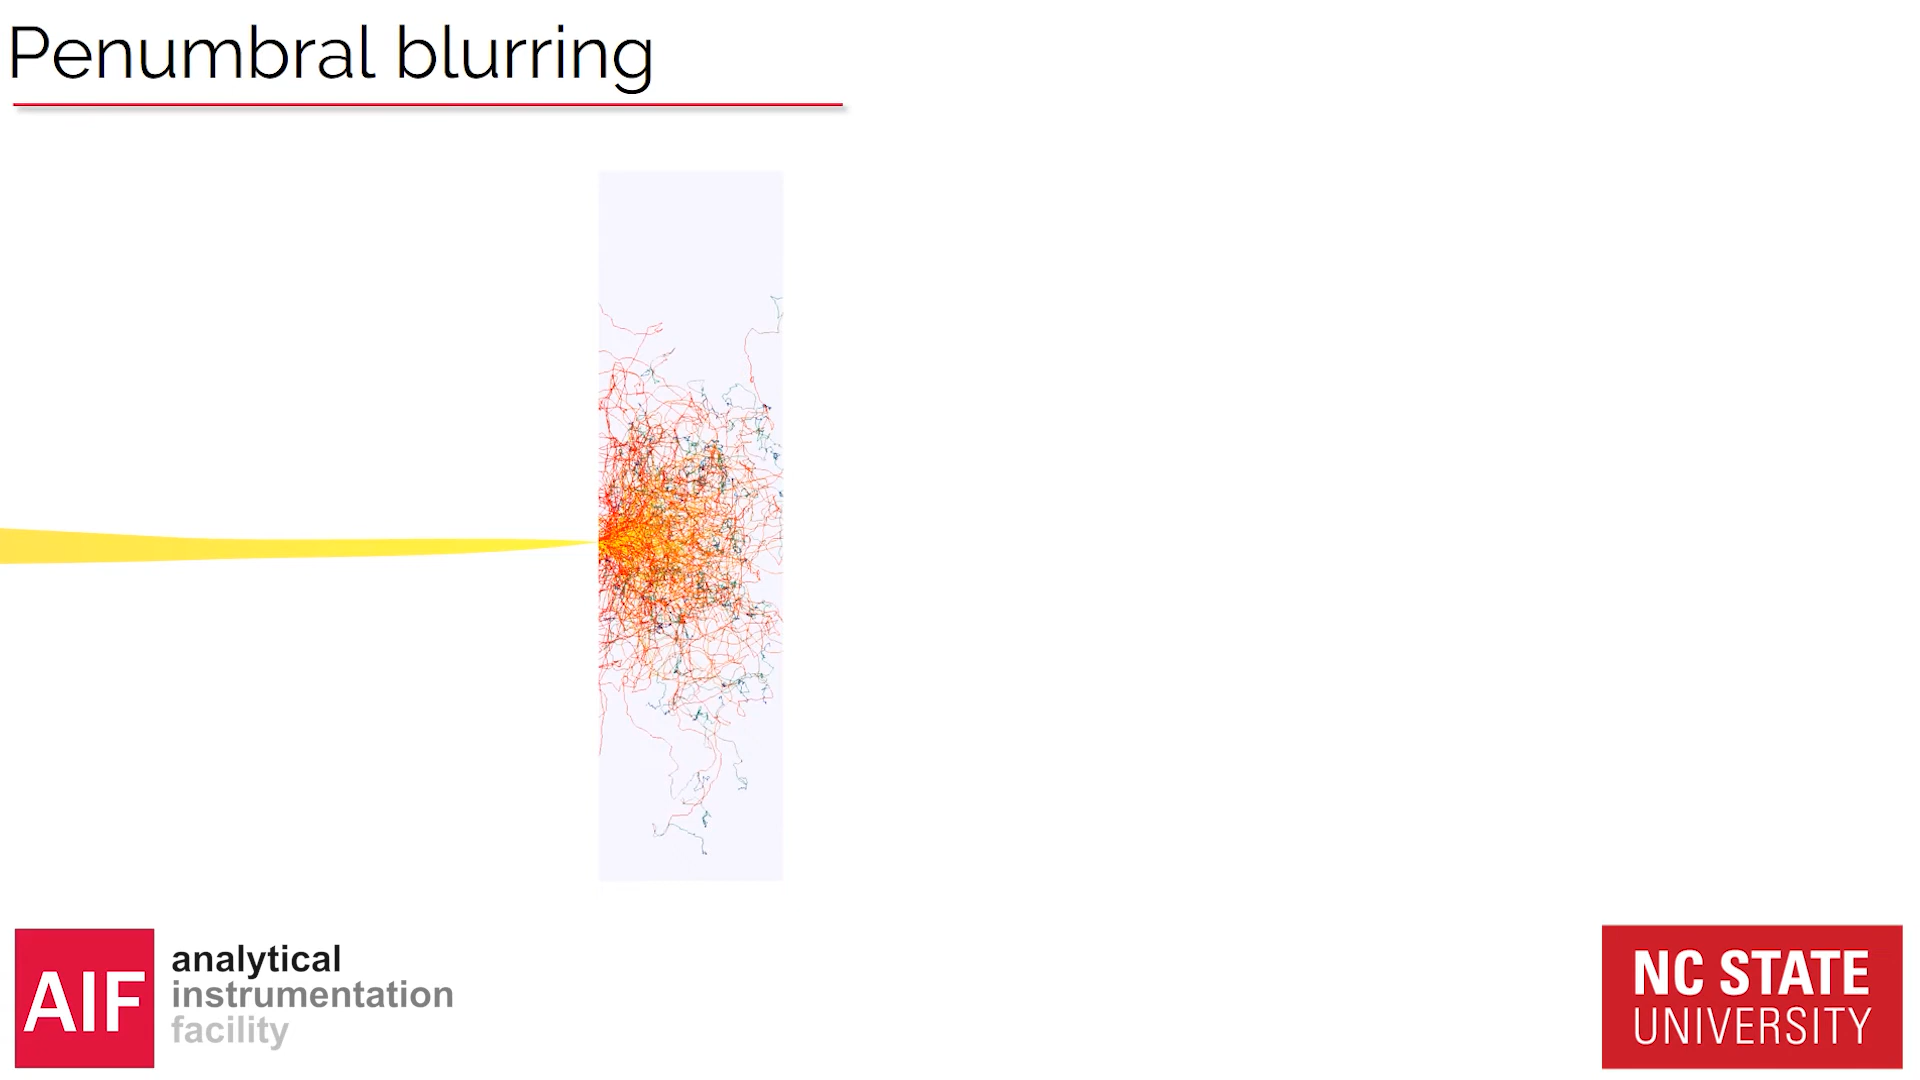 Penumbral blurring
AIF
analytical
instrumentation
facility
NC STATE
UNIVERSITY